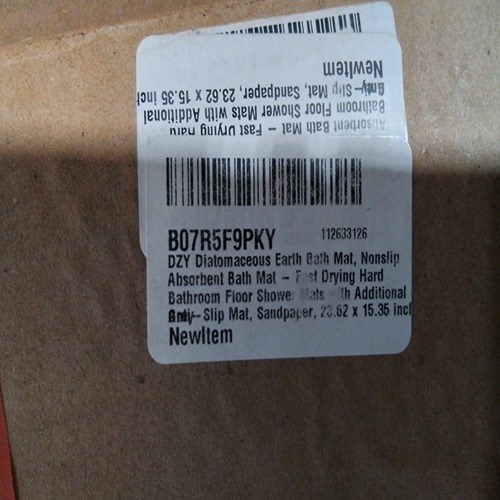 NewItem
Slip Mat, Sandpaper, 23.62 x 15.35 inch
Bathroom Floor Shower Mats with Additional
Absorbent Bath Mat – Fast Drying Hard
B07R5F9PKY 112633126
DZY Diatomaceous Earth Bath Mat, Nonslip
Absorbent Bath Mat – Fast Drying Hard
Bathroom Floor Shower Mats with Additional
Slip Mat, Sandpaper, 23.62 x 15.35 incl
NewItem